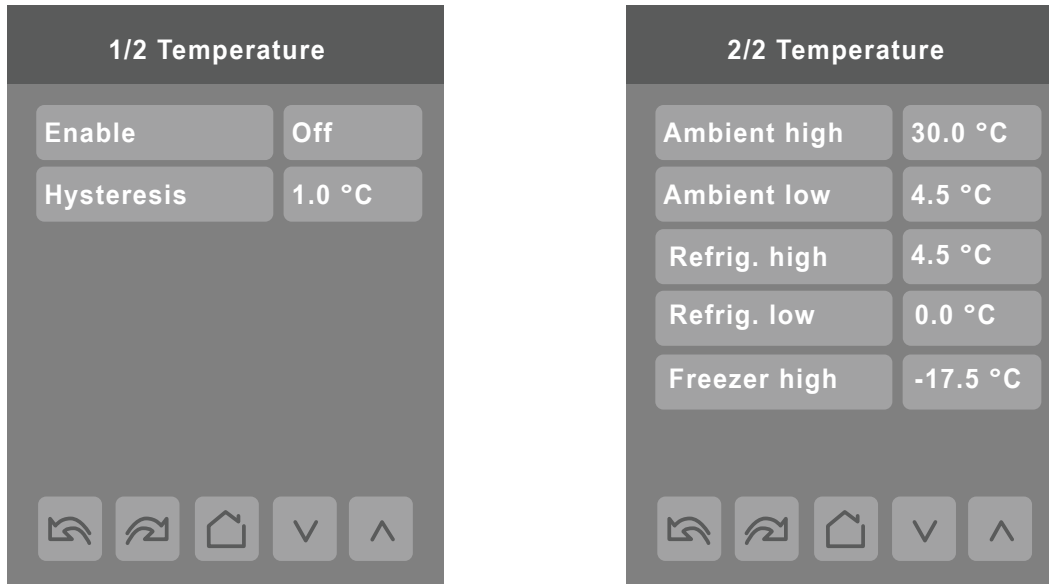 1/2 Temperature
Enable Off
Hysteresis 1.0 °C
2/2 Temperature
Ambient high 30.0 °C
Ambient low 4.5 °C
Refrig. high 4.5 °C
Refrig. low 0.0 °C
Freezer high -17.5 °C